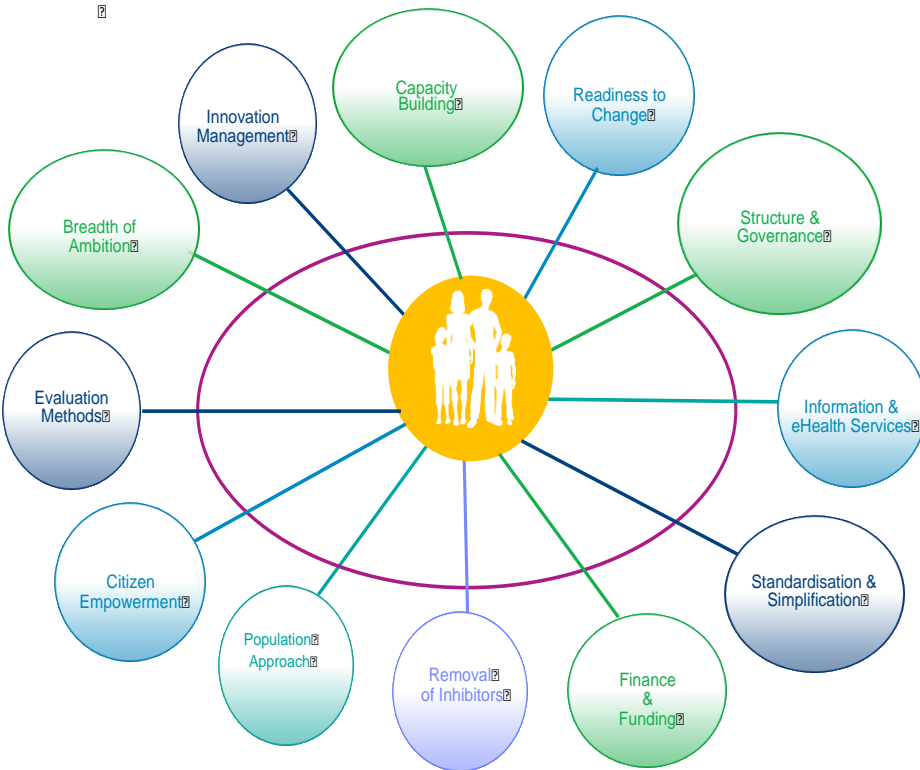 Capacity
Building
Readiness to
Change
Innovation
Management
Structure &
Governance
Breadth of
Ambition
Evaluation
Methods
Information &
eHealth Services
Citizen
Empowerment
Standardisation &
Simplification
Population
Approach
Removal
of Inhibitors
Finance
&
Funding